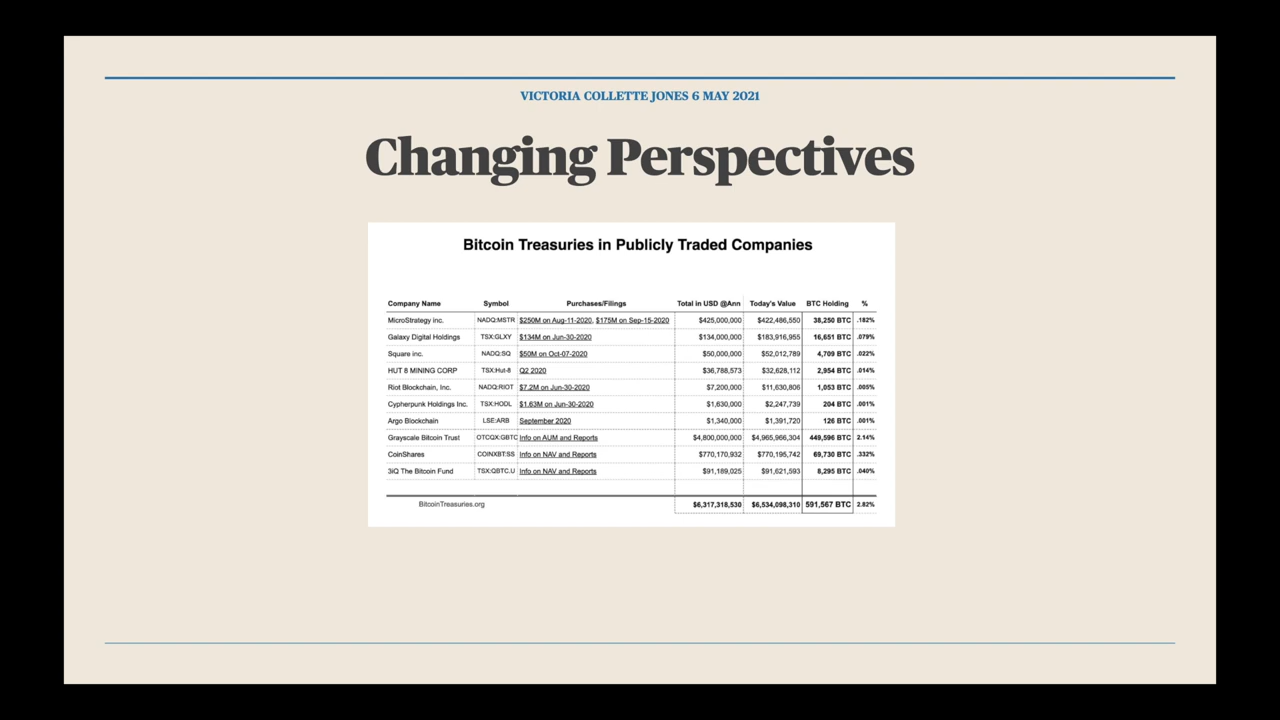 VICTORIA COLLETTE JONES 6 MAY 2021
Changing Perspectives
Bitcoin Treasuries in Publicly Traded Companies
Company Name Symbol Purchases/Filings Total in USD @Ann Today's Value BTC Holding %
MicroStrategy inc. NADQ:MSTR $250M on Aug-11-2020, $175M on Sep-15-2020 $425,000,000 $422,486,550 38,250 BTC .182%
Galaxy Digital Holdings TSX:GLXY $134M on Jun-30-2020 $134,000,000 $183,916,955 16,651 BTC .079%
Square inc. NADQ:SQ $50M on Oct-07-2020 $50,000,000 $52,012,789 4,709 BTC .022%
HUT 8 MINING CORP TSX:Hut-8 Q2 2020 $36,788,573 $32,628,112 2,954 BTC .014%
Riot Blockchain, Inc. NADQ:RIOT $7.2M on Jun-30-2020 $7,200,000 $11,630,806 1,053 BTC .005%
Cypherpunk Holdings Inc. TSX:HODL $1.63M on Jun-30-2020 $1,630,000 $2,247,739 204 BTC .001%
Argo Blockchain LSE:ARB September 2020 $1,340,000 $1,391,720 126 BTC .001%
Grayscale Bitcoin Trust OTCQX:GBTC Info on AUM and Reports $4,800,000,000 $4,965,966,304 449,596 BTC 2.14%
CoinShares COINXBT:SS Info on NAV and Reports $770,170,932 $770,195,742 69,730 BTC .332%
3iQ The Bitcoin Fund TSX:QBTC.U Info on NAV and Reports $91,189,025 $91,621,593 8,295 BTC .040%
BitcoinTreasuries.org $6,317,318,530 $6,534,098,310 591,567 BTC 2.82%